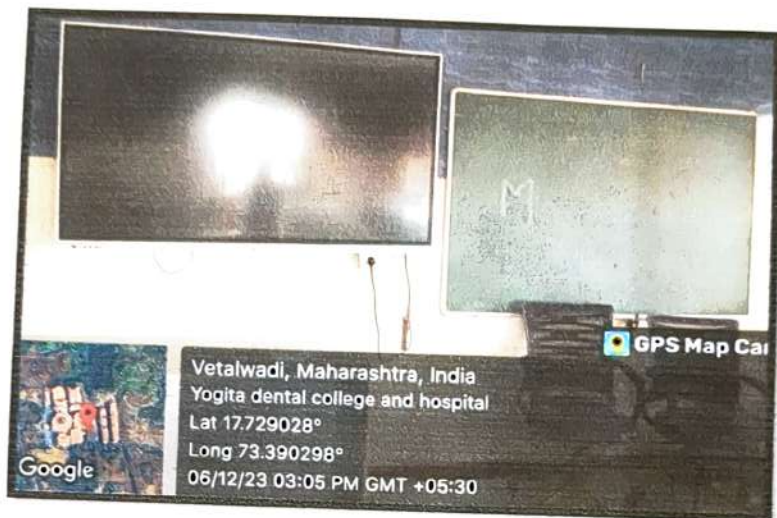 M
GPS Map Ca
Vetalwadi, Maharashtra, India
Yogita dental college and hospital
Lat 17.729028°
Long 73.390298°
06/12/23 03:05 PM GMT +05:30
Google